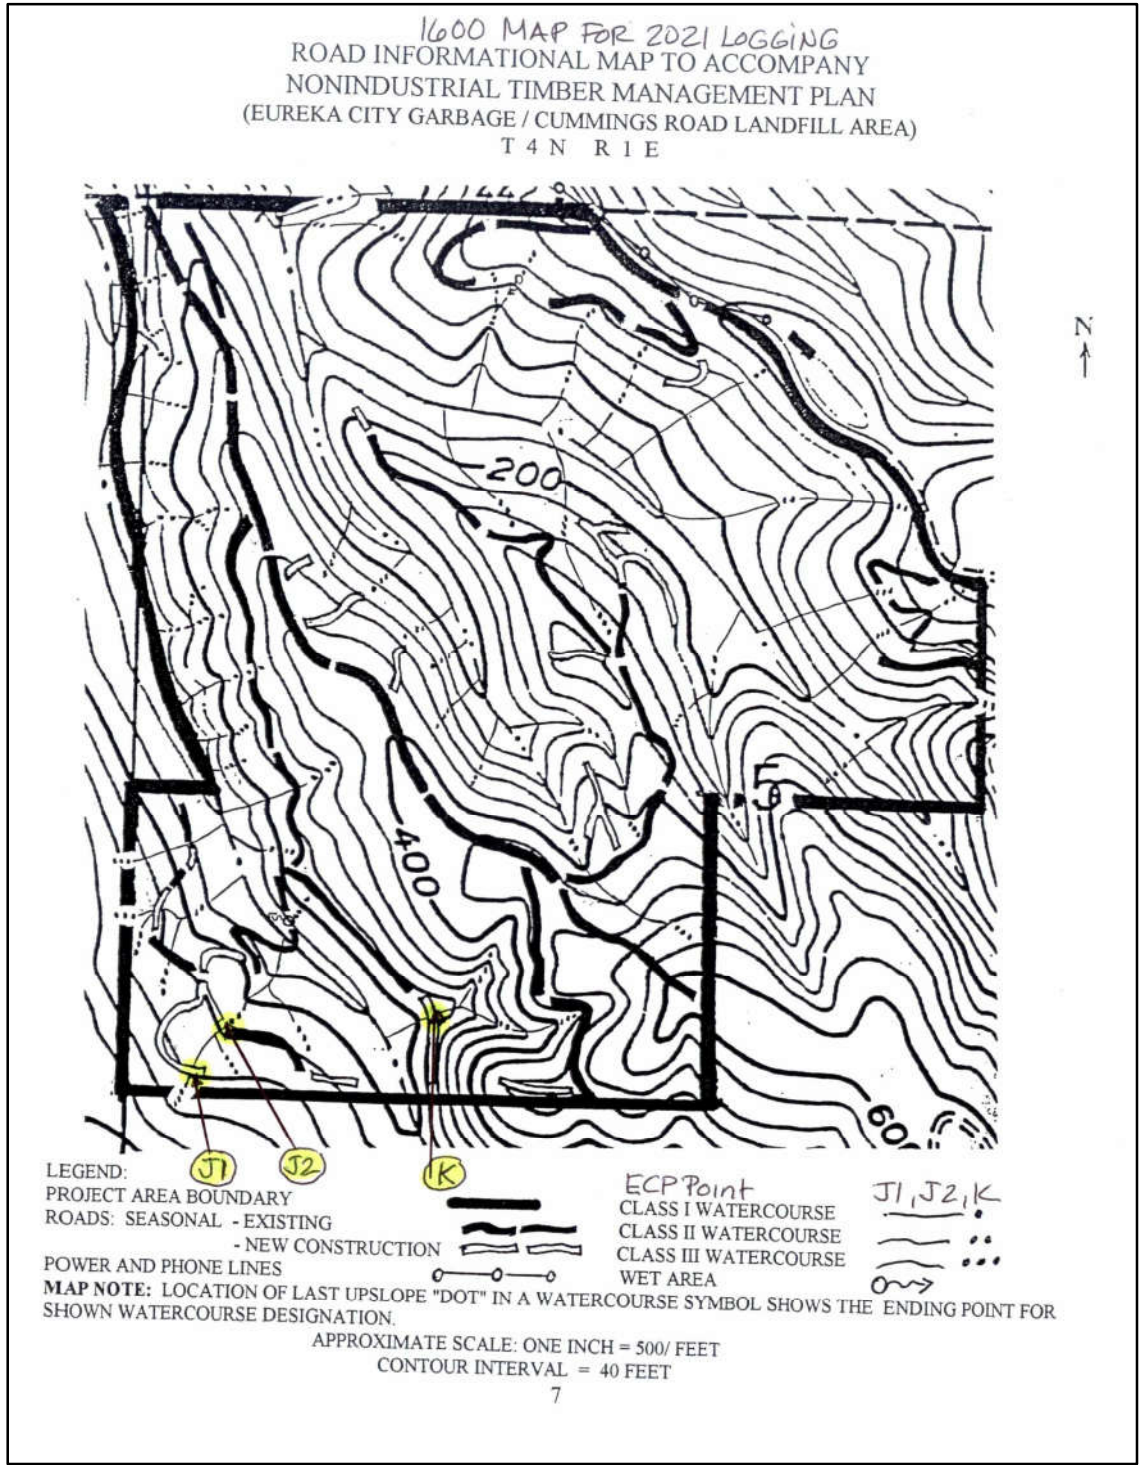 1600 MAP FOR 2021 LOGGING
ROAD INFORMATIONAL MAP TO ACCOMPANY
NONINDUSTRIAL TIMBER MANAGEMENT PLAN
(EUREKA CITY GARBAGE / CUMMINGS ROAD LANDFILL AREA)
T 4 N R 1 E
N
200
5
400
600
J1 J2 K
LEGEND:
PROJECT AREA BOUNDARY
ROADS: SEASONAL - EXISTING
- NEW CONSTRUCTION
POWER AND PHONE LINES
ECP Point J1, J2, K
CLASS I WATERCOURSE
CLASS II WATERCOURSE
CLASS III WATERCOURSE
WET AREA
MAP NOTE: LOCATION OF LAST UPSLOPE "DOT" IN A WATERCOURSE SYMBOL SHOWS THE ENDING POINT FOR
SHOWN WATERCOURSE DESIGNATION.
APPROXIMATE SCALE: ONE INCH = 500/ FEET
CONTOUR INTERVAL = 40 FEET
7